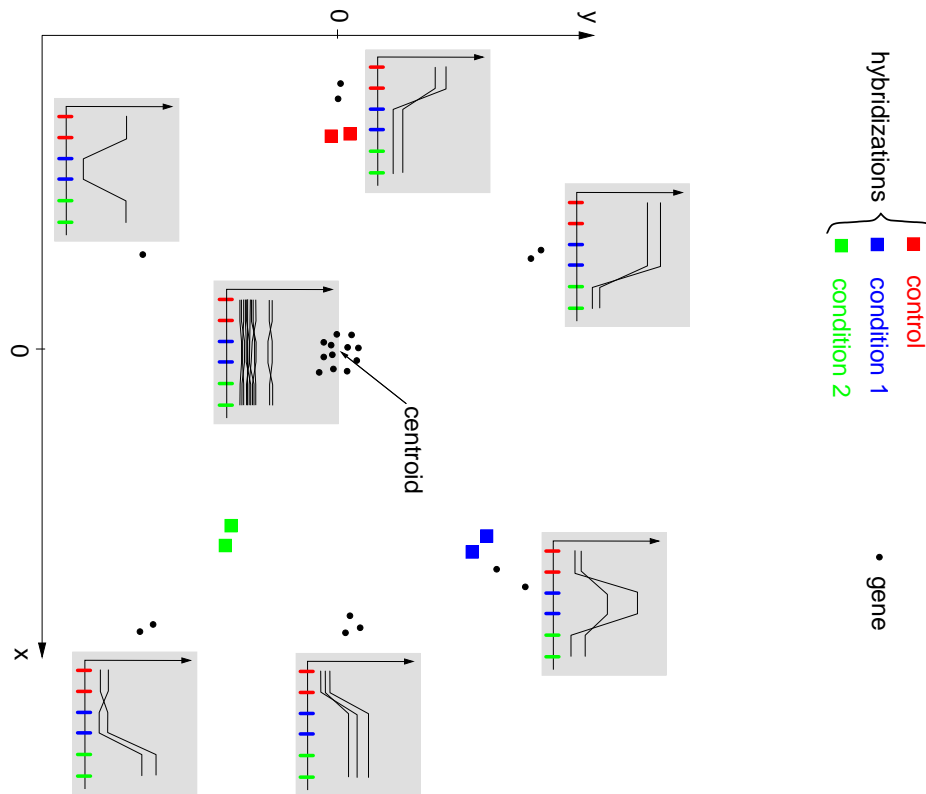 y
0
0
x
centroid
hybridizations
control
condition 1
condition 2
gene